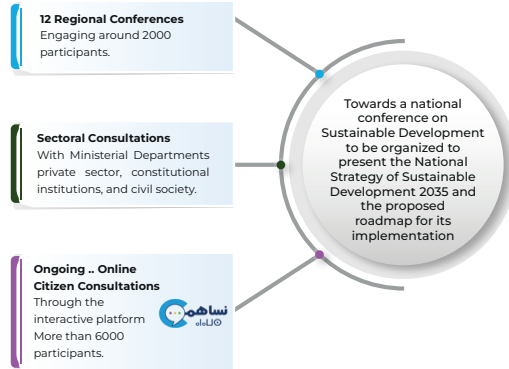 12 Regional Conferences
Engaging around 2000
participants.
Sectoral Consultations
With Ministerial Departments
private sector, constitutional
institutions, and civil society.
Ongoing .. Online
Citizen Consultations
Through the
interactive platform
More than 6000
participants.
نساهم
Towards a national
conference on
Sustainable Development
to be organized to
present the National
Strategy of Sustainable
Development 2035 and
the proposed
roadmap for its
implementation